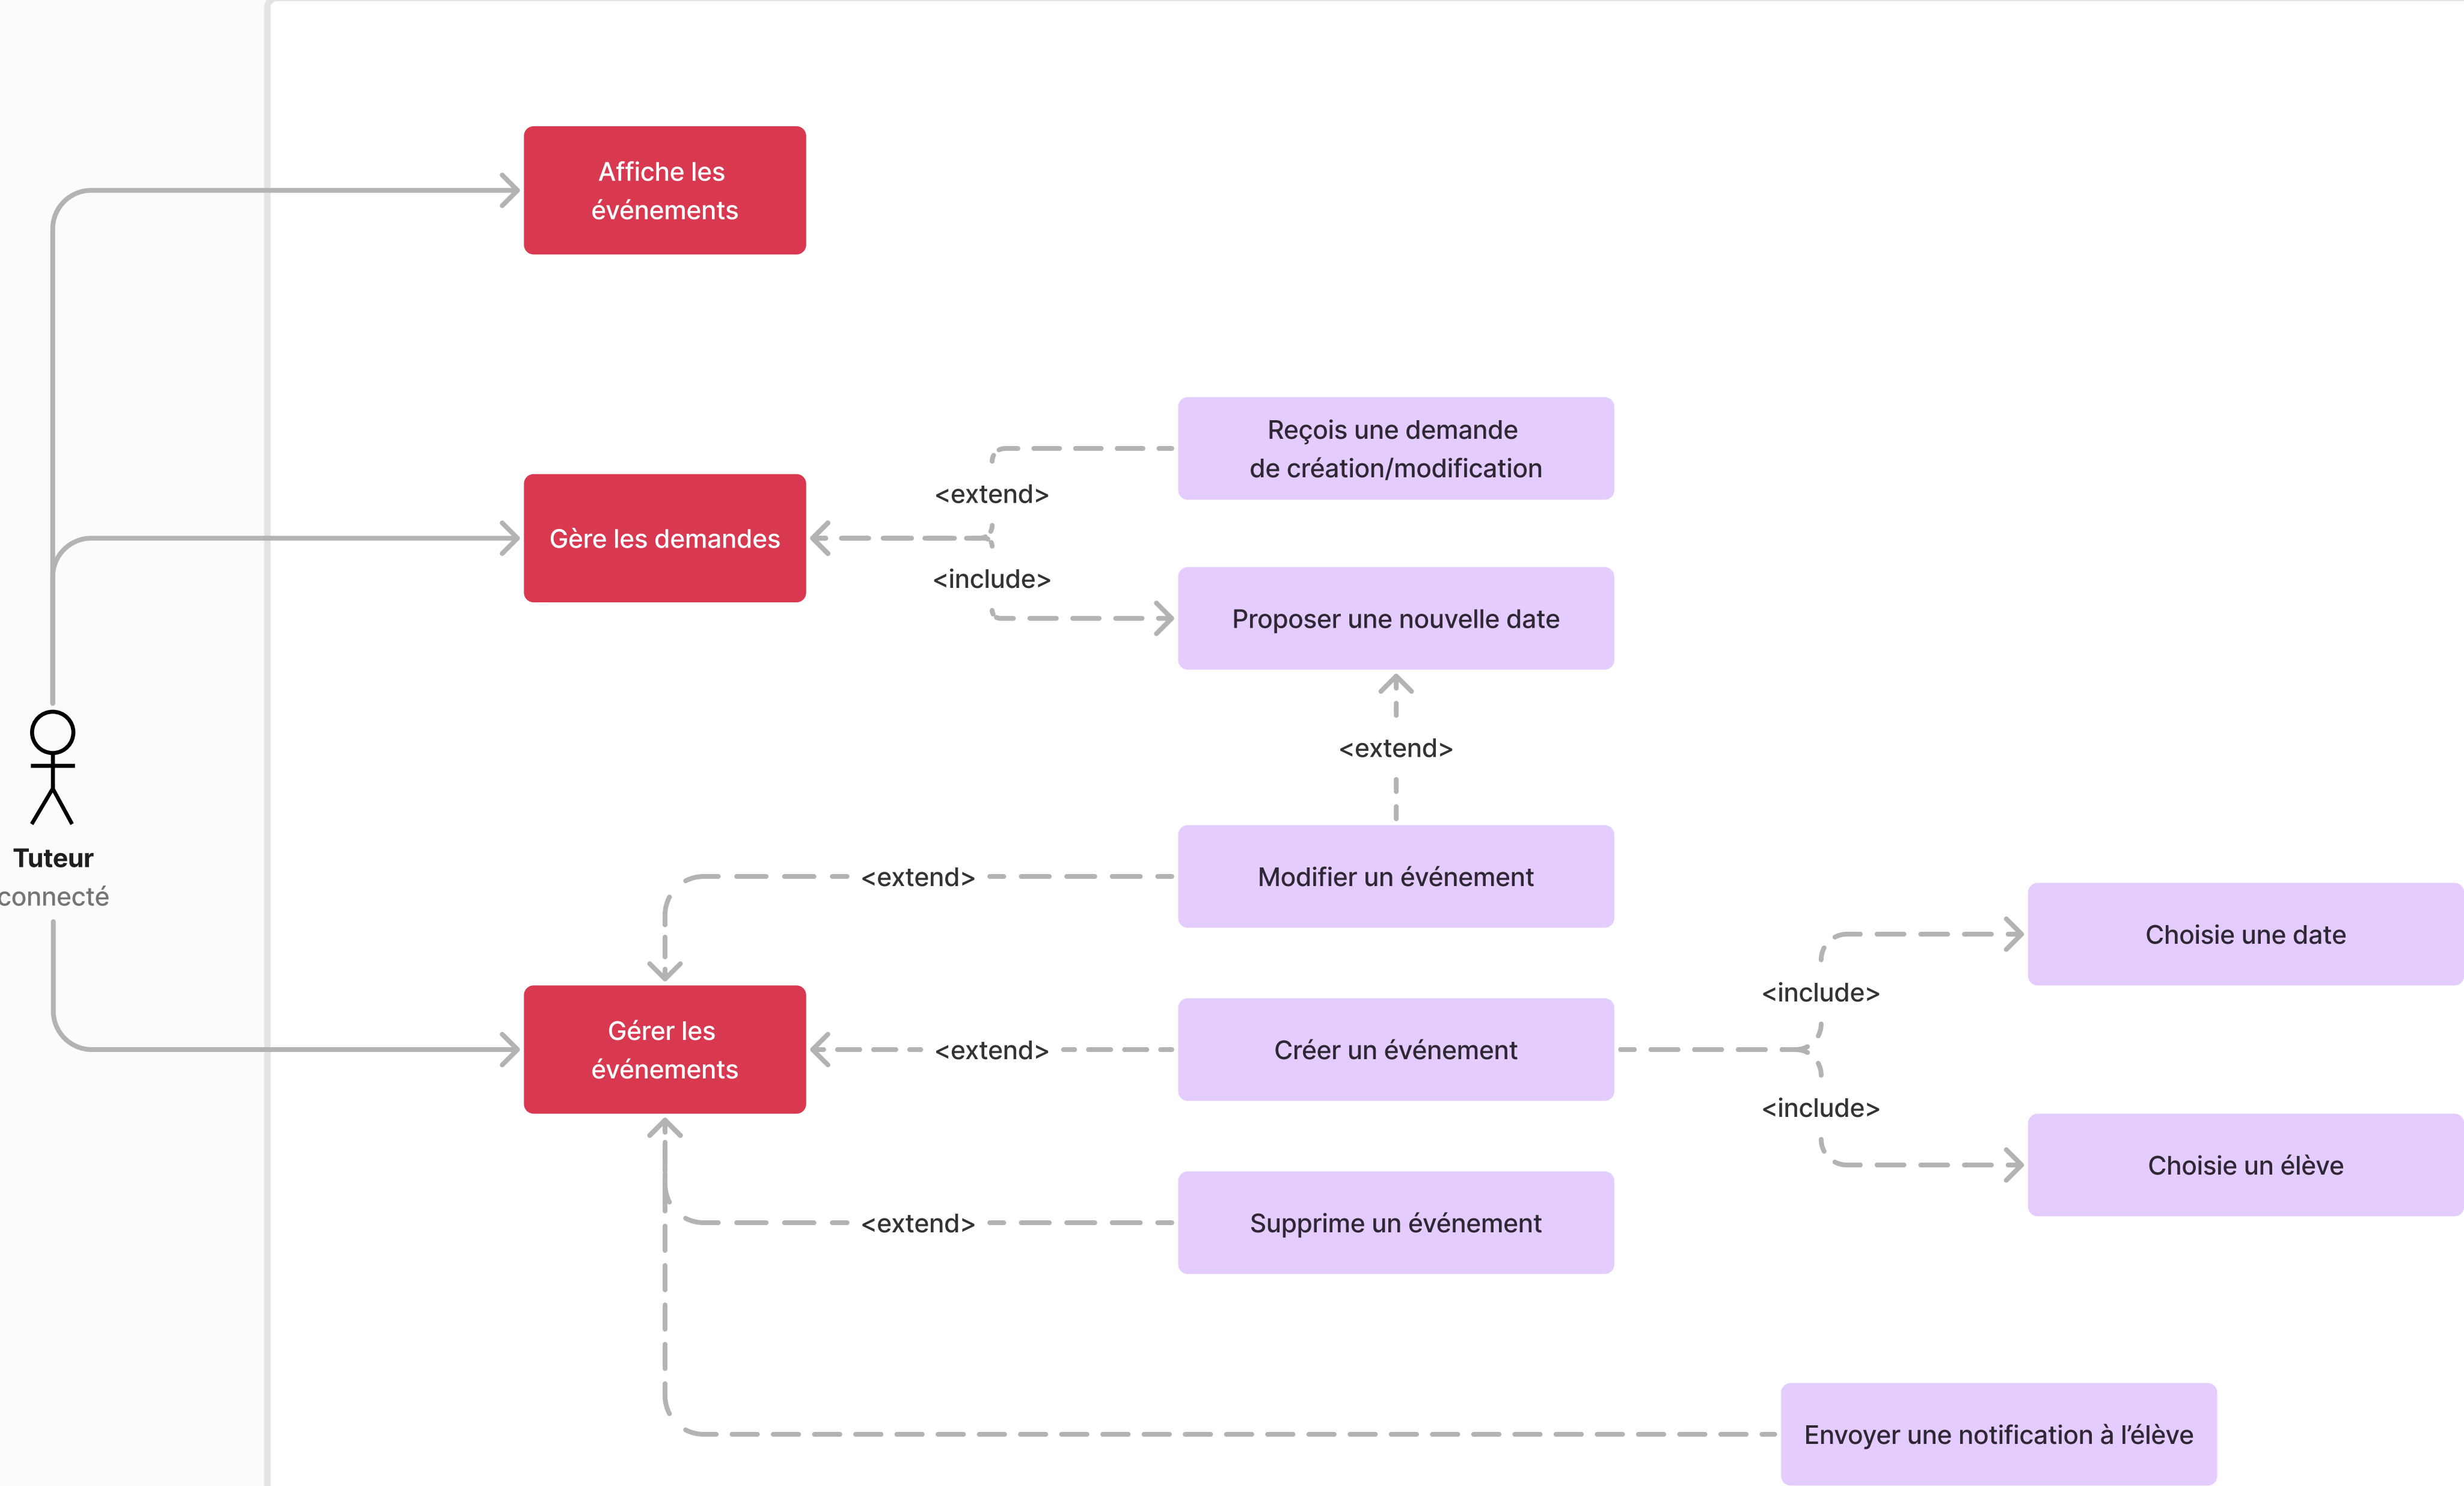 Affiche les
événements
Reçois une demande
de création/modification
<extend>
Gère les demandes
<include>
Proposer une nouvelle date
<extend>
Tuteur
connecté
<extend>
Modifier un événement
Choisie une date
<include>
Gérer les
événements
<extend>
Créer un événement
<include>
Choisie un élève
<extend>
Supprime un événement
Envoyer une notification à l’élève